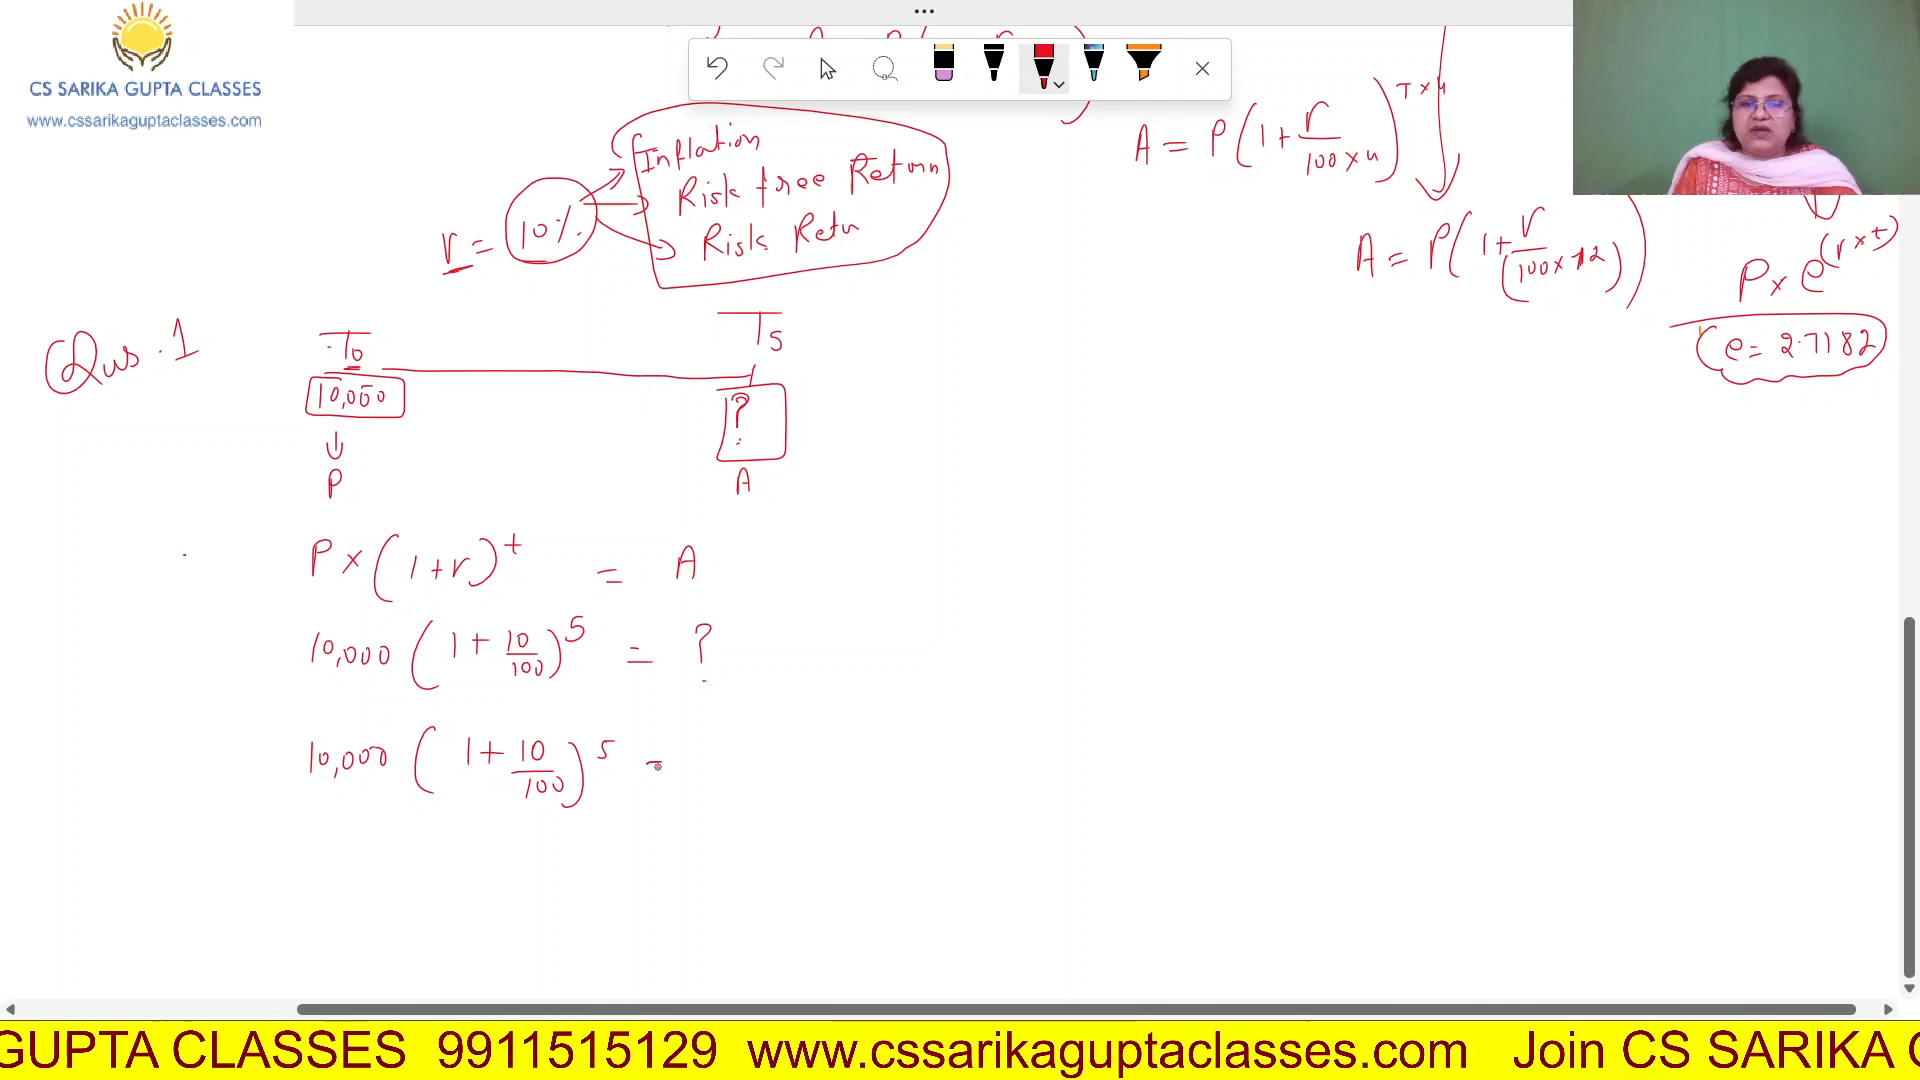 CS SARIKA GUPTA CLASSES
www.cssarikaguptaclasses.com
A = P(1 + r/100 x 4)^T x 4
Inflation
Risk free Return
Risk Retu
r = 10%
A = P(1 + r/(100 x 12))
P x e^(r x t)
e = 2.7182
Qus. 1
T0
T5
10,000
?
P
A
P x (1 + r)^t = A
10,000 (1 + 10/100)^5 = ?
10,000 (1 + 10/100)^5 =
GUPTA CLASSES 9911515129 www.cssarikaguptaclasses.com Join CS SARIKA